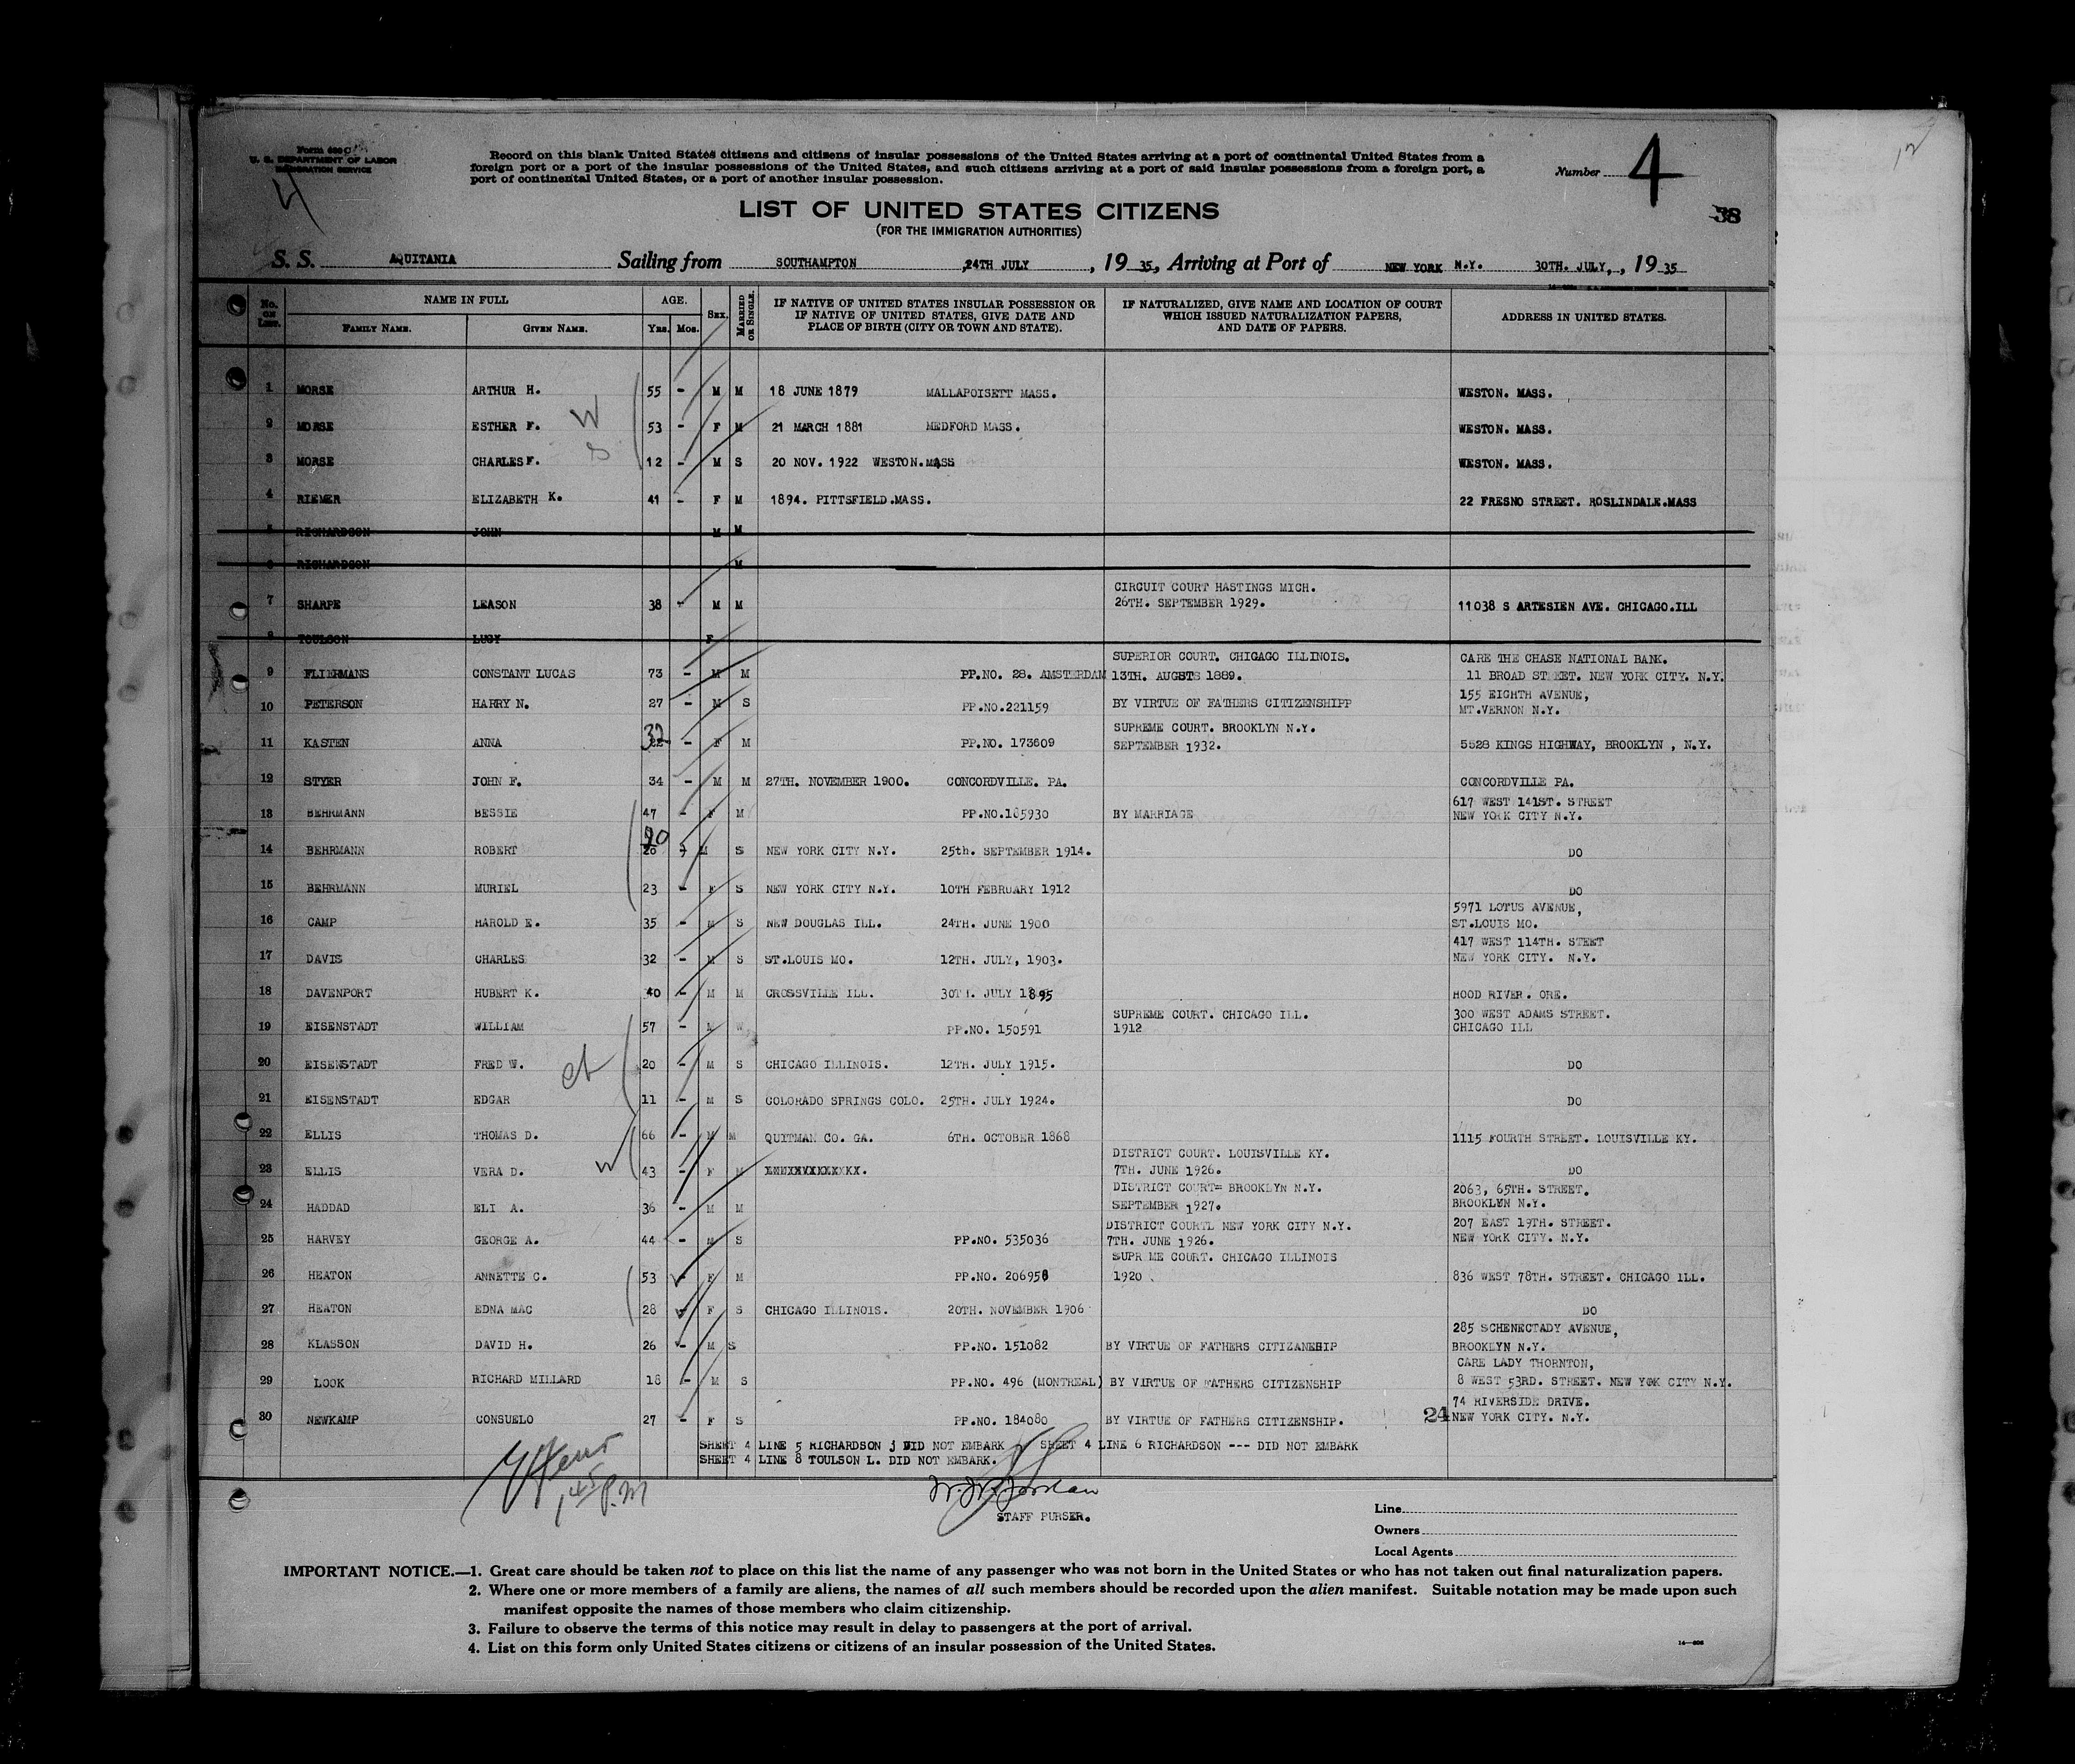 Form 630
U. S. DEPARTMENT OF LABOR
IMMIGRATION SERVICE
4
Record on this blank United States citizens and citizens of insular possessions of the United States arriving at a port of continental United States from a
foreign port or a port of the insular possessions of the United States, and such citizens arriving at a port of said insular possessions from a foreign port, a
port of continental United States, or a port of another insular possession.
Number 4
LIST OF UNITED STATES CITIZENS
38
(FOR THE IMMIGRATION AUTHORITIES)
S. S. AQUITANIA Sailing from SOUTHAMPTON ,24TH JULY , 19 35, Arriving at Port of NEW YORK N.Y. 30TH. JULY, , 19 35
No. on List. NAME IN FULL FAMILY NAME. GIVEN NAME. AGE. Yrs. Mos. SEX. MARRIED OR SINGLE. IF NATIVE OF UNITED STATES INSULAR POSSESSION OR IF NATIVE OF UNITED STATES, GIVE DATE AND PLACE OF BIRTH (CITY OR TOWN AND STATE). IF NATURALIZED, GIVE NAME AND LOCATION OF COURT WHICH ISSUED NATURALIZATION PAPERS, AND DATE OF PAPERS. ADDRESS IN UNITED STATES.
1 MORSE ARTHUR H. 55 - M M 18 JUNE 1879 MALLAPOISETT MASS. WESTON. MASS.
W
2 MORSE ESTHER F. 53 - F M 21 MARCH 1881 MEDFORD MASS. WESTON. MASS.
S
3 MORSE CHARLES F. 12 - M S 20 NOV. 1922 WESTON.MASS WESTON. MASS.
4 RIEMER ELIZABETH K. 41 - F M 1894. PITTSFIELD.MASS. 22 FRESNO STREET. ROSLINDALE.MASS
5 RICHARDSON JOHN M M
6 RICHARDSON M
CIRCUIT COURT HASTINGS MICH.
7 SHARPE LEASON 38 - M M 26TH. SEPTEMBER 1929. 11038 S ARTESIEN AVE. CHICAGO.ILL
8 TOULSON LUCY F
SUPERIOR COURT. CHIGAGO ILLINOIS. CARE THE CHASE NATIONAL BANK.
9 FLIERMANS CONSTANT LUCAS 73 - M M PP.NO. 28. AMSTERDAM 13TH. AUGSTS 1889. 11 BROAD STREET. NEW YORK CITY. N.Y.
155 EIGHTH AVENUE,
10 PETERSON HARRY N. 27 - M S PP.NO.221159 BY VIRTUE OF FATHERS CITIZENSHIPP MT.VERNON N.Y.
32 SUPREME COURT. BROOKLYN N.Y.
11 KASTEN ANNA - F M PP.NO. 173609 SEPTEMBER 1932. 5528 KINGS HIGHWAY, BROOKLYN , N.Y.
12 STYER JOHN F. 34 - M M 27TH. NOVEMBER 1900. CONCORDVILLE. PA. CONCORDVILLE PA.
617 WEST 141ST. STREET
13 BEHRMANN BESSIE 47 - F M PP.NO.165930 BY MARRIAGE NEW YORK CITY N.Y.
20
14 BEHRMANN ROBERT 20 - M S NEW YORK CITY N.Y. 25th. SEPTEMBER 1914. DO
15 BEHRMANN MURIEL 23 - F S NEW YORK CITY N.Y. 10TH FEBRUARY 1912 DO
5971 LOTUS AVENUE,
16 CAMP HAROLD E. 35 - M S NEW DOUGLAS ILL. 24TH. JUNE 1900 ST.LOUIS MO.
417 WEST 114TH. STEET
17 DAVIS CHARLES 32 - M S ST.LOUIS MO. 12TH. JULY, 1903. NEW YORK CITY. N.Y.
18 DAVENPORT HUBERT K. 40 - M M CROSSVILLE ILL. 30TH. JULY 1895 HOOD RIVER. ORE.
SUPREME COURT. CHICAGO ILL. 300 WEST ADAMS STREET.
19 EISENSTADT WILLIAM 57 - M W PP.NO. 150591 1912 CHICAGO ILL
20 EISENSTADT FRED W. 20 - M S CHICAGO ILLINOIS. 12TH. JULY 1915. DO
21 EISENSTADT EDGAR 11 - M S COLORADO SPRINGS COLO. 25TH. JULY 1924. DO
22 ELLIS THOMAS D. 66 - M M QUITMAN CO. GA. 6TH. OCTOBER 1868 1115 FOURTH STREET. LOUISVILLE KY.
DISTRICT COURT. LOUISVILLE KY.
23 ELLIS VERA D. W 43 - F M 7TH. JUNE 1926. DO
DISTRICT COURT= BROOKLYN N.Y. 2063, 65TH. STREET.
24 HADDAD ELI A. 36 - M M SEPTEMBER 1927. BROOKLYN N.Y.
DISTRICT COURTL NEW YORK CITY N.Y. 207 EAST 19TH. STREET.
25 HARVEY GEORGE A. 44 - M S PP.NO. 535036 7TH. JUNE 1926. NEW YORK CITY. N.Y.
SUPR ME COURT. CHICAGO ILLINOIS
26 HEATON ANNETTE C. 53 - F M PP.NO. 206958 1920 836 WEST 78TH. STREET. CHICAGO ILL.
27 HEATON EDNA MAC 28 - F S CHICAGO ILLINOIS. 20TH. NOVEMBER 1906 DO
285 SCHENECTADY AVENUE,
28 KLASSON DAVID H. 26 - M S PP.NO. 151082 BY VIRTUE OF FATHERS CITIZANEHIP BROOKLYN N.Y.
CARE LADY THORNTON,
29 LOOK RICHARD MILLARD 18 - M S PP.NO. 496 (MONTREAL) BY VIRTUE OF FATHERS CITIZENSHIP 8 WEST 53RD. STREET. NEW YORK CITY N.Y.
74 RIVERSIDE DRIVE.
30 NEWKAMP CONSUELO 27 - F S PP.NO. 184080 BY VIRTUE OF FATHERS CITIZENSHIP. 24 NEW YORK CITY. N.Y.
SHEET 4 LINE 5 RICHARDSON J DID NOT EMBARK SHEET 4 LINE 6 RICHARDSON --- DID NOT EMBARK
SHEET 4 LINE 8 TOULSON L. DID NOT EMBARK.
1 45 P.M
W. W. Jordan
STAFF PURSER.
Line
Owners
Local Agents
IMPORTANT NOTICE.—1. Great care should be taken not to place on this list the name of any passenger who was not born in the United States or who has not taken out final naturalization papers.
2. Where one or more members of a family are aliens, the names of all such members should be recorded upon the alien manifest. Suitable notation may be made upon such
manifest opposite the names of those members who claim citizenship.
3. Failure to observe the terms of this notice may result in delay to passengers at the port of arrival.
4. List on this form only United States citizens or citizens of an insular possession of the United States.